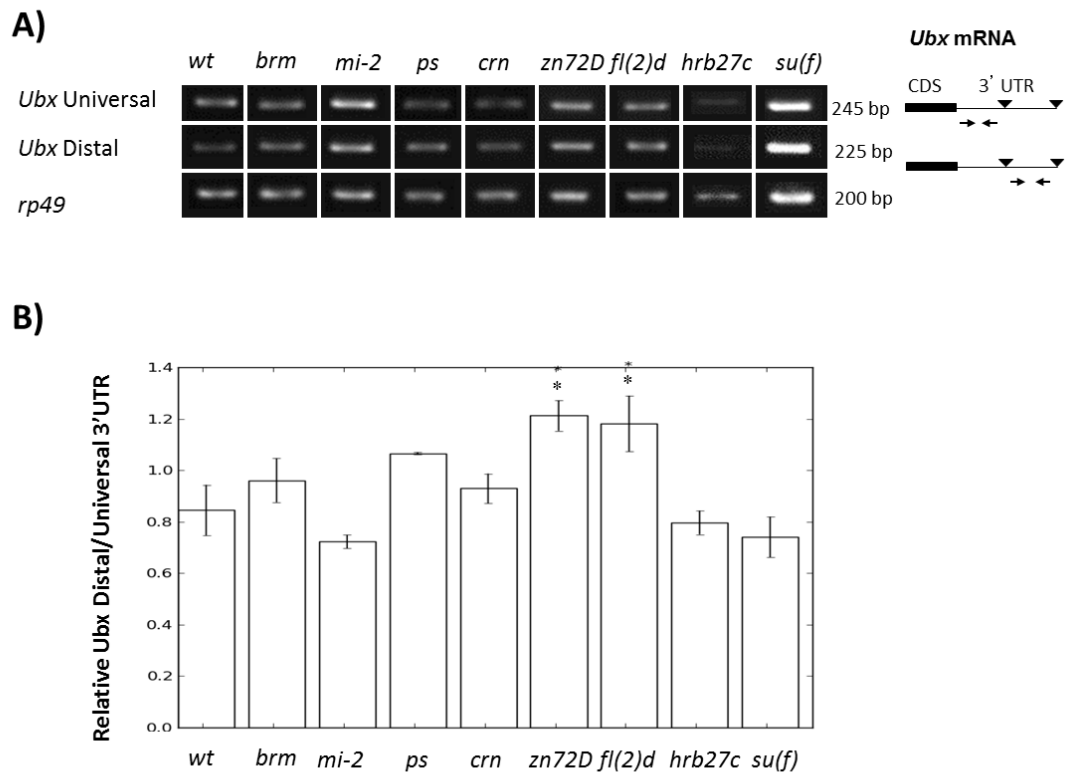 A)
wt brm mi-2 ps crn zn72D fl(2)d hrb27c su(f)
Ubx Universal
245 bp
Ubx Distal
225 bp
rp49
200 bp
Ubx mRNA
CDS 3' UTR
B)
Relative Ubx Distal/Universal 3'UTR
1.4
1.2
1.0
0.8
0.6
0.4
0.2
0.0
* *
* *
wt brm mi-2 ps crn zn72D fl(2)d hrb27c su(f)